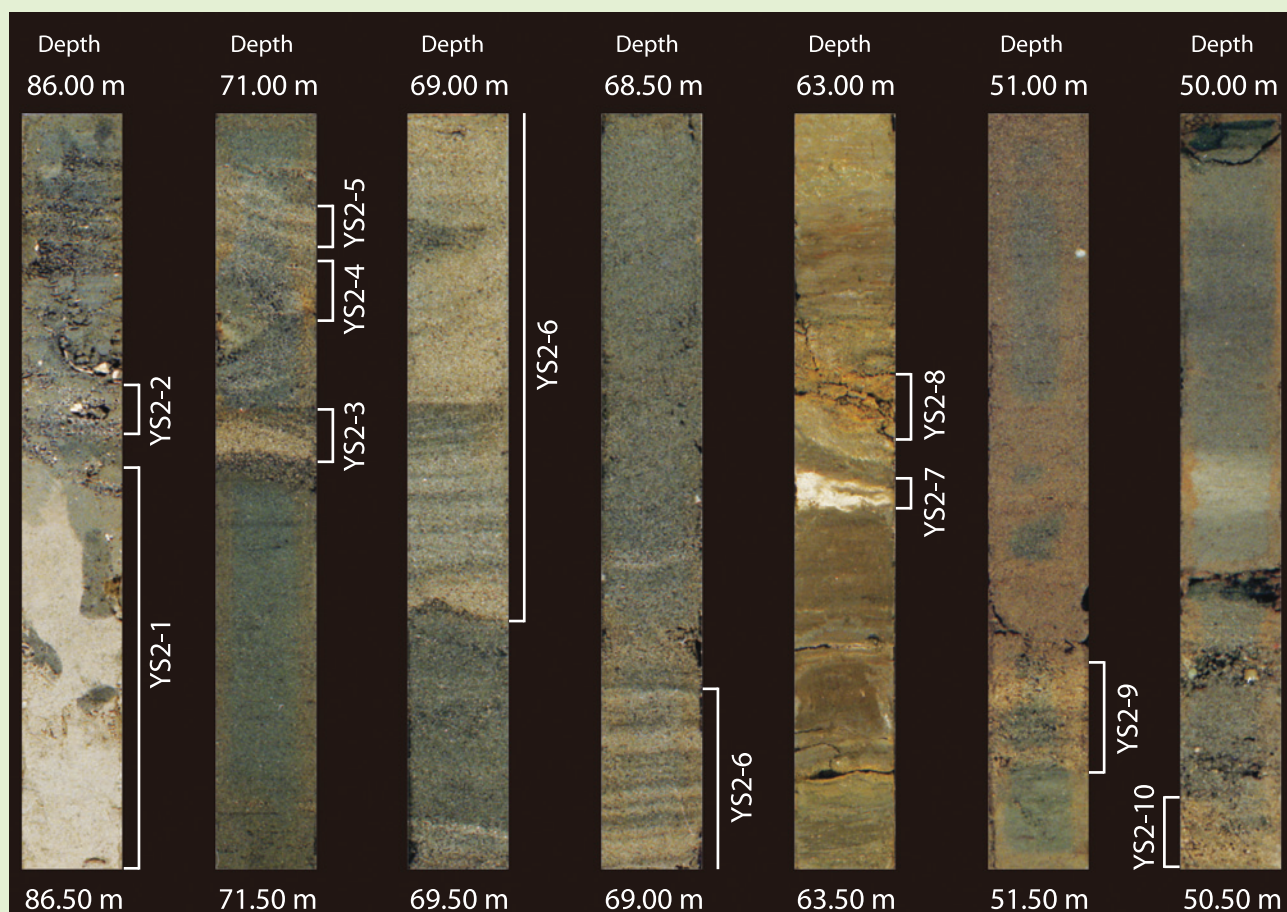 Depth
86.00 m
Depth
71.00 m
Depth
69.00 m
Depth
68.50 m
Depth
63.00 m
Depth
51.00 m
Depth
50.00 m
YS2-2
YS2-1
YS2-5
YS2-4
YS2-3
YS2-6
YS2-6
YS2-8
YS2-7
YS2-9
YS2-10
86.50 m
71.50 m
69.50 m
69.00 m
63.50 m
51.50 m
50.50 m